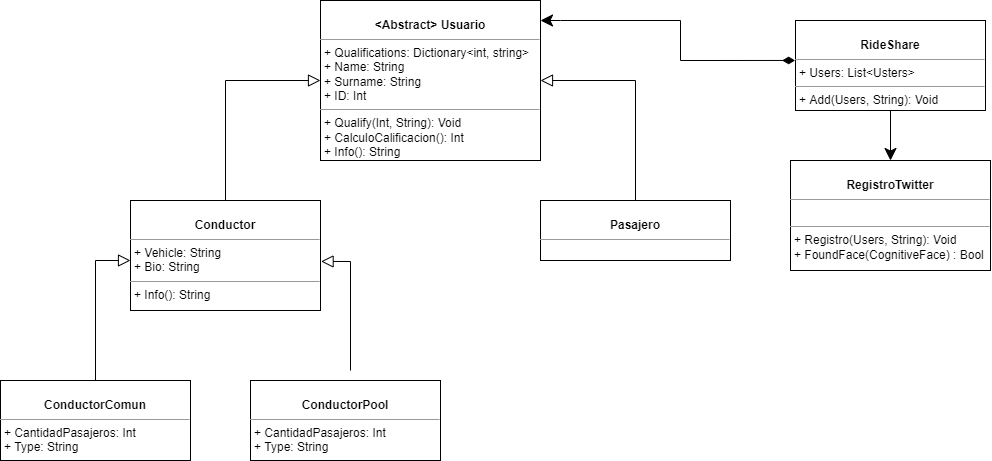 <Abstract> Usuario
+ Qualifications: Dictionary<int, string>
+ Name: String
+ Surname: String
+ ID: Int
+ Qualify(Int, String): Void
+ CalculoCalificacion(): Int
+ Info(): String
RideShare
+ Users: List<Usters>
+ Add(Users, String): Void
RegistroTwitter
+ Registro(Users, String): Void
+ FoundFace(CognitiveFace) : Bool
Conductor
+ Vehicle: String
+ Bio: String
+ Info(): String
Pasajero
ConductorComun
+ CantidadPasajeros: Int
+ Type: String
ConductorPool
+ CantidadPasajeros: Int
+ Type: String